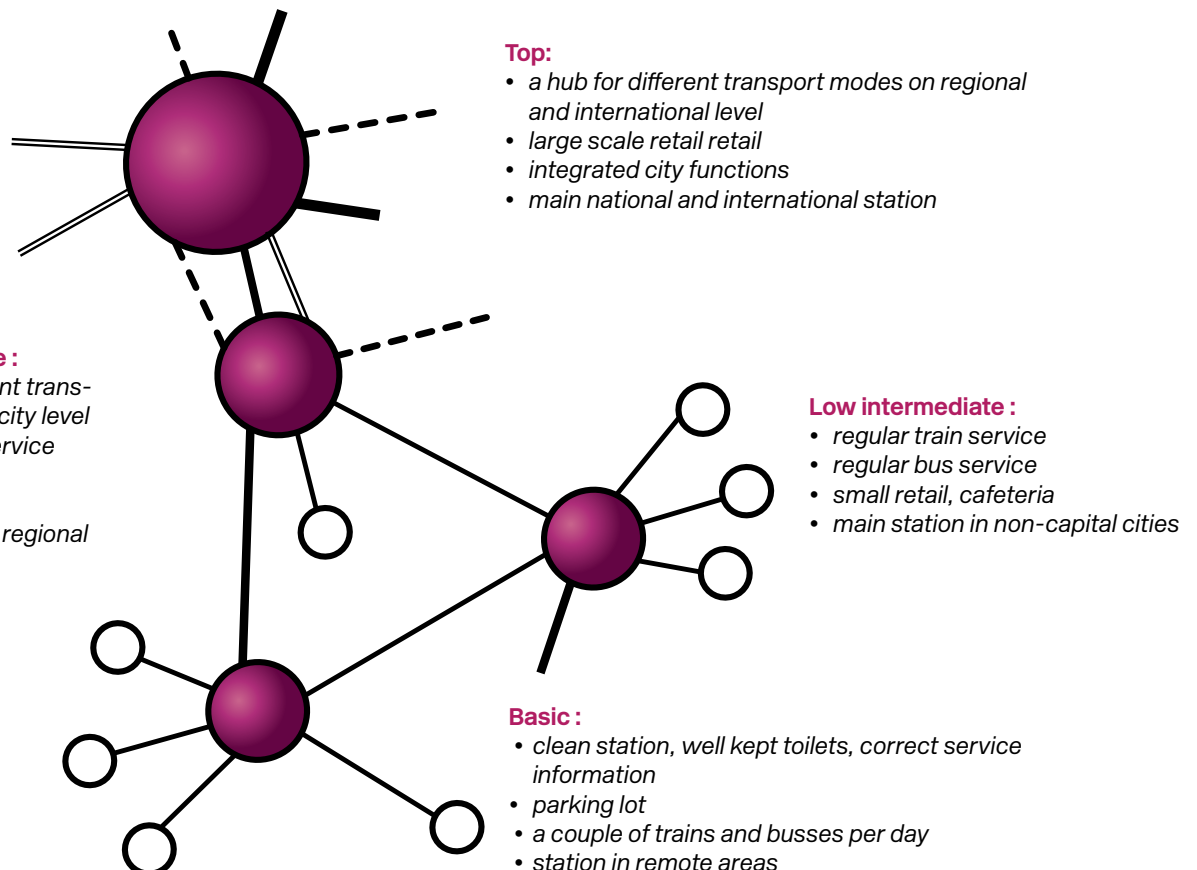 Top:
• a hub for different transport modes on regional
and international level
• large scale retail retail
• integrated city functions
• main national and international station
e :
nt trans-
city level
ervice
regional
Low intermediate :
• regular train service
• regular bus service
• small retail, cafeteria
• main station in non-capital cities
Basic :
• clean station, well kept toilets, correct service
information
• parking lot
• a couple of trains and busses per day
• station in remote areas